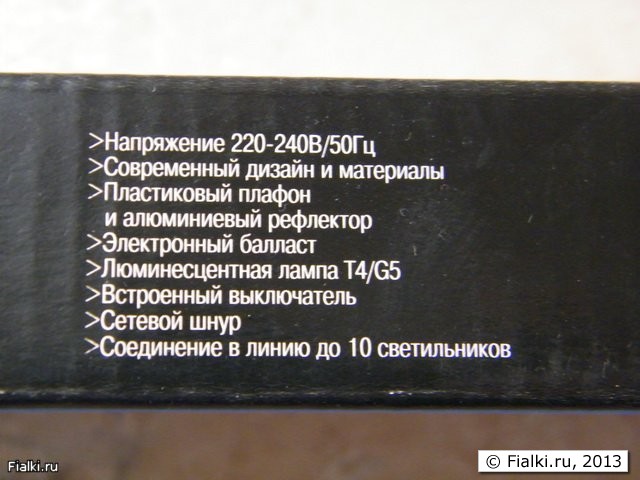 >Напряжение 220-240В/50Гц
>Современный дизайн и материалы
>Пластиковый плафон
и алюминиевый рефлектор
>Электронный балласт
>Люминесцентная лампа T4/G5
>Встроенный выключатель
>Сетевой шнур
>Соединение в линию до 10 светильников
Fialki.ru
© Fialki.ru, 2013